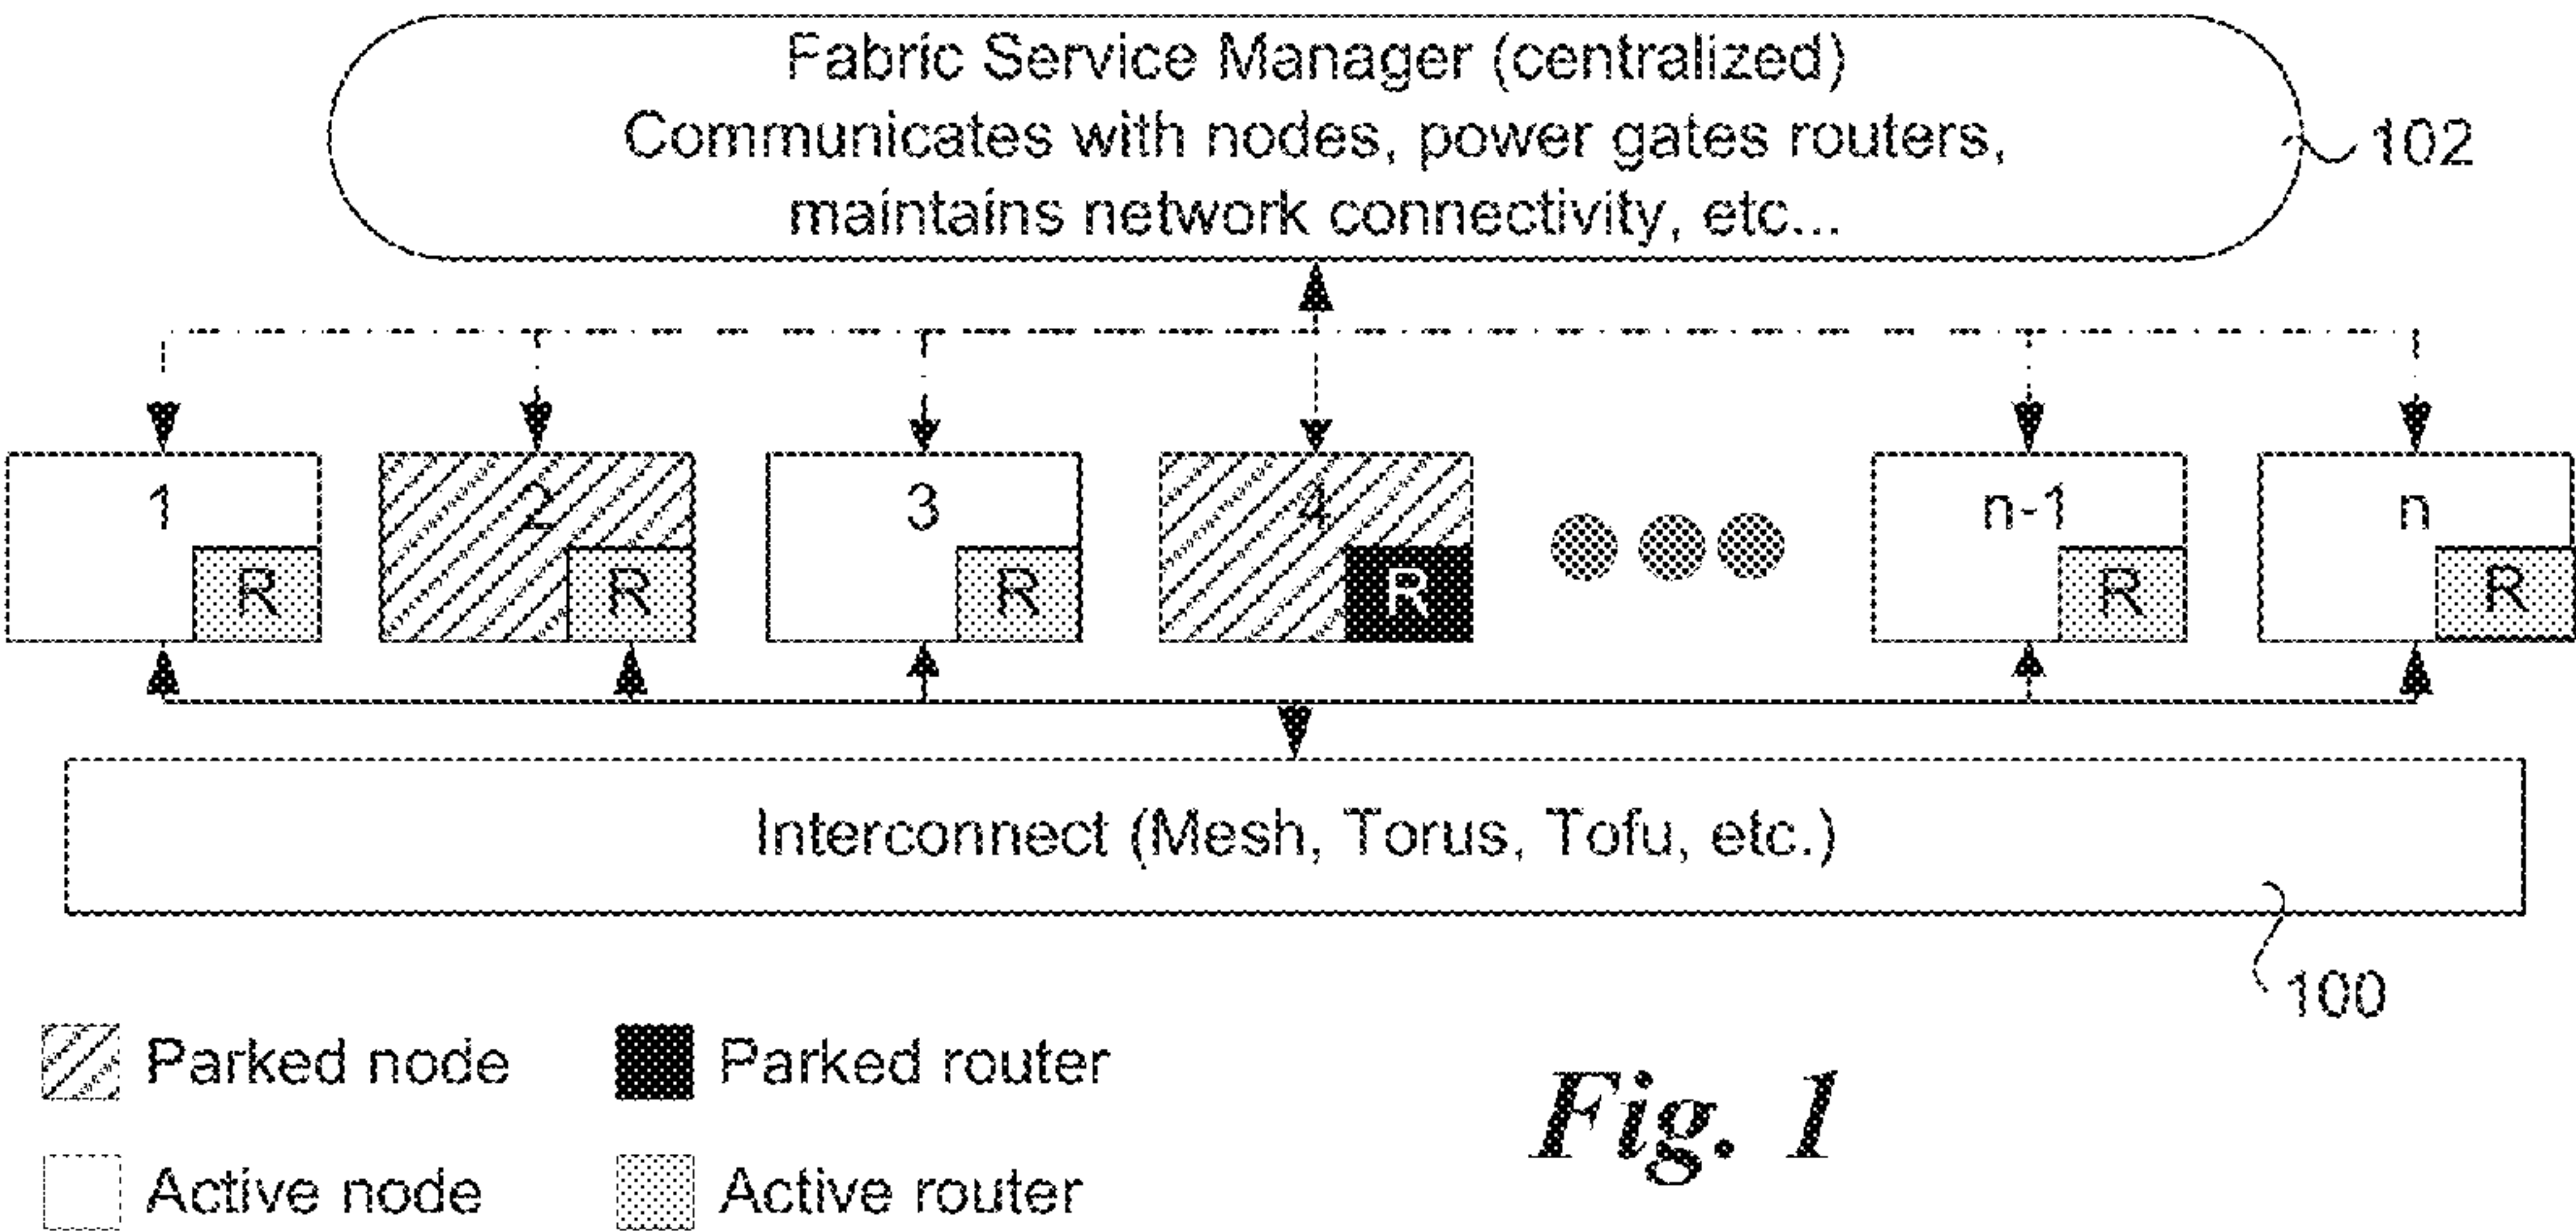 Fabric Service Manager (centralized)
Communicates with nodes, power gates routers,
maintains network connectivity, etc...
102
1
2
3
4
n-1
n
R
R
R
R
R
R
Interconnect (Mesh, Torus, Tofu, etc.)
100
Parked node
Parked router
Active node
Active router
Fig. 1